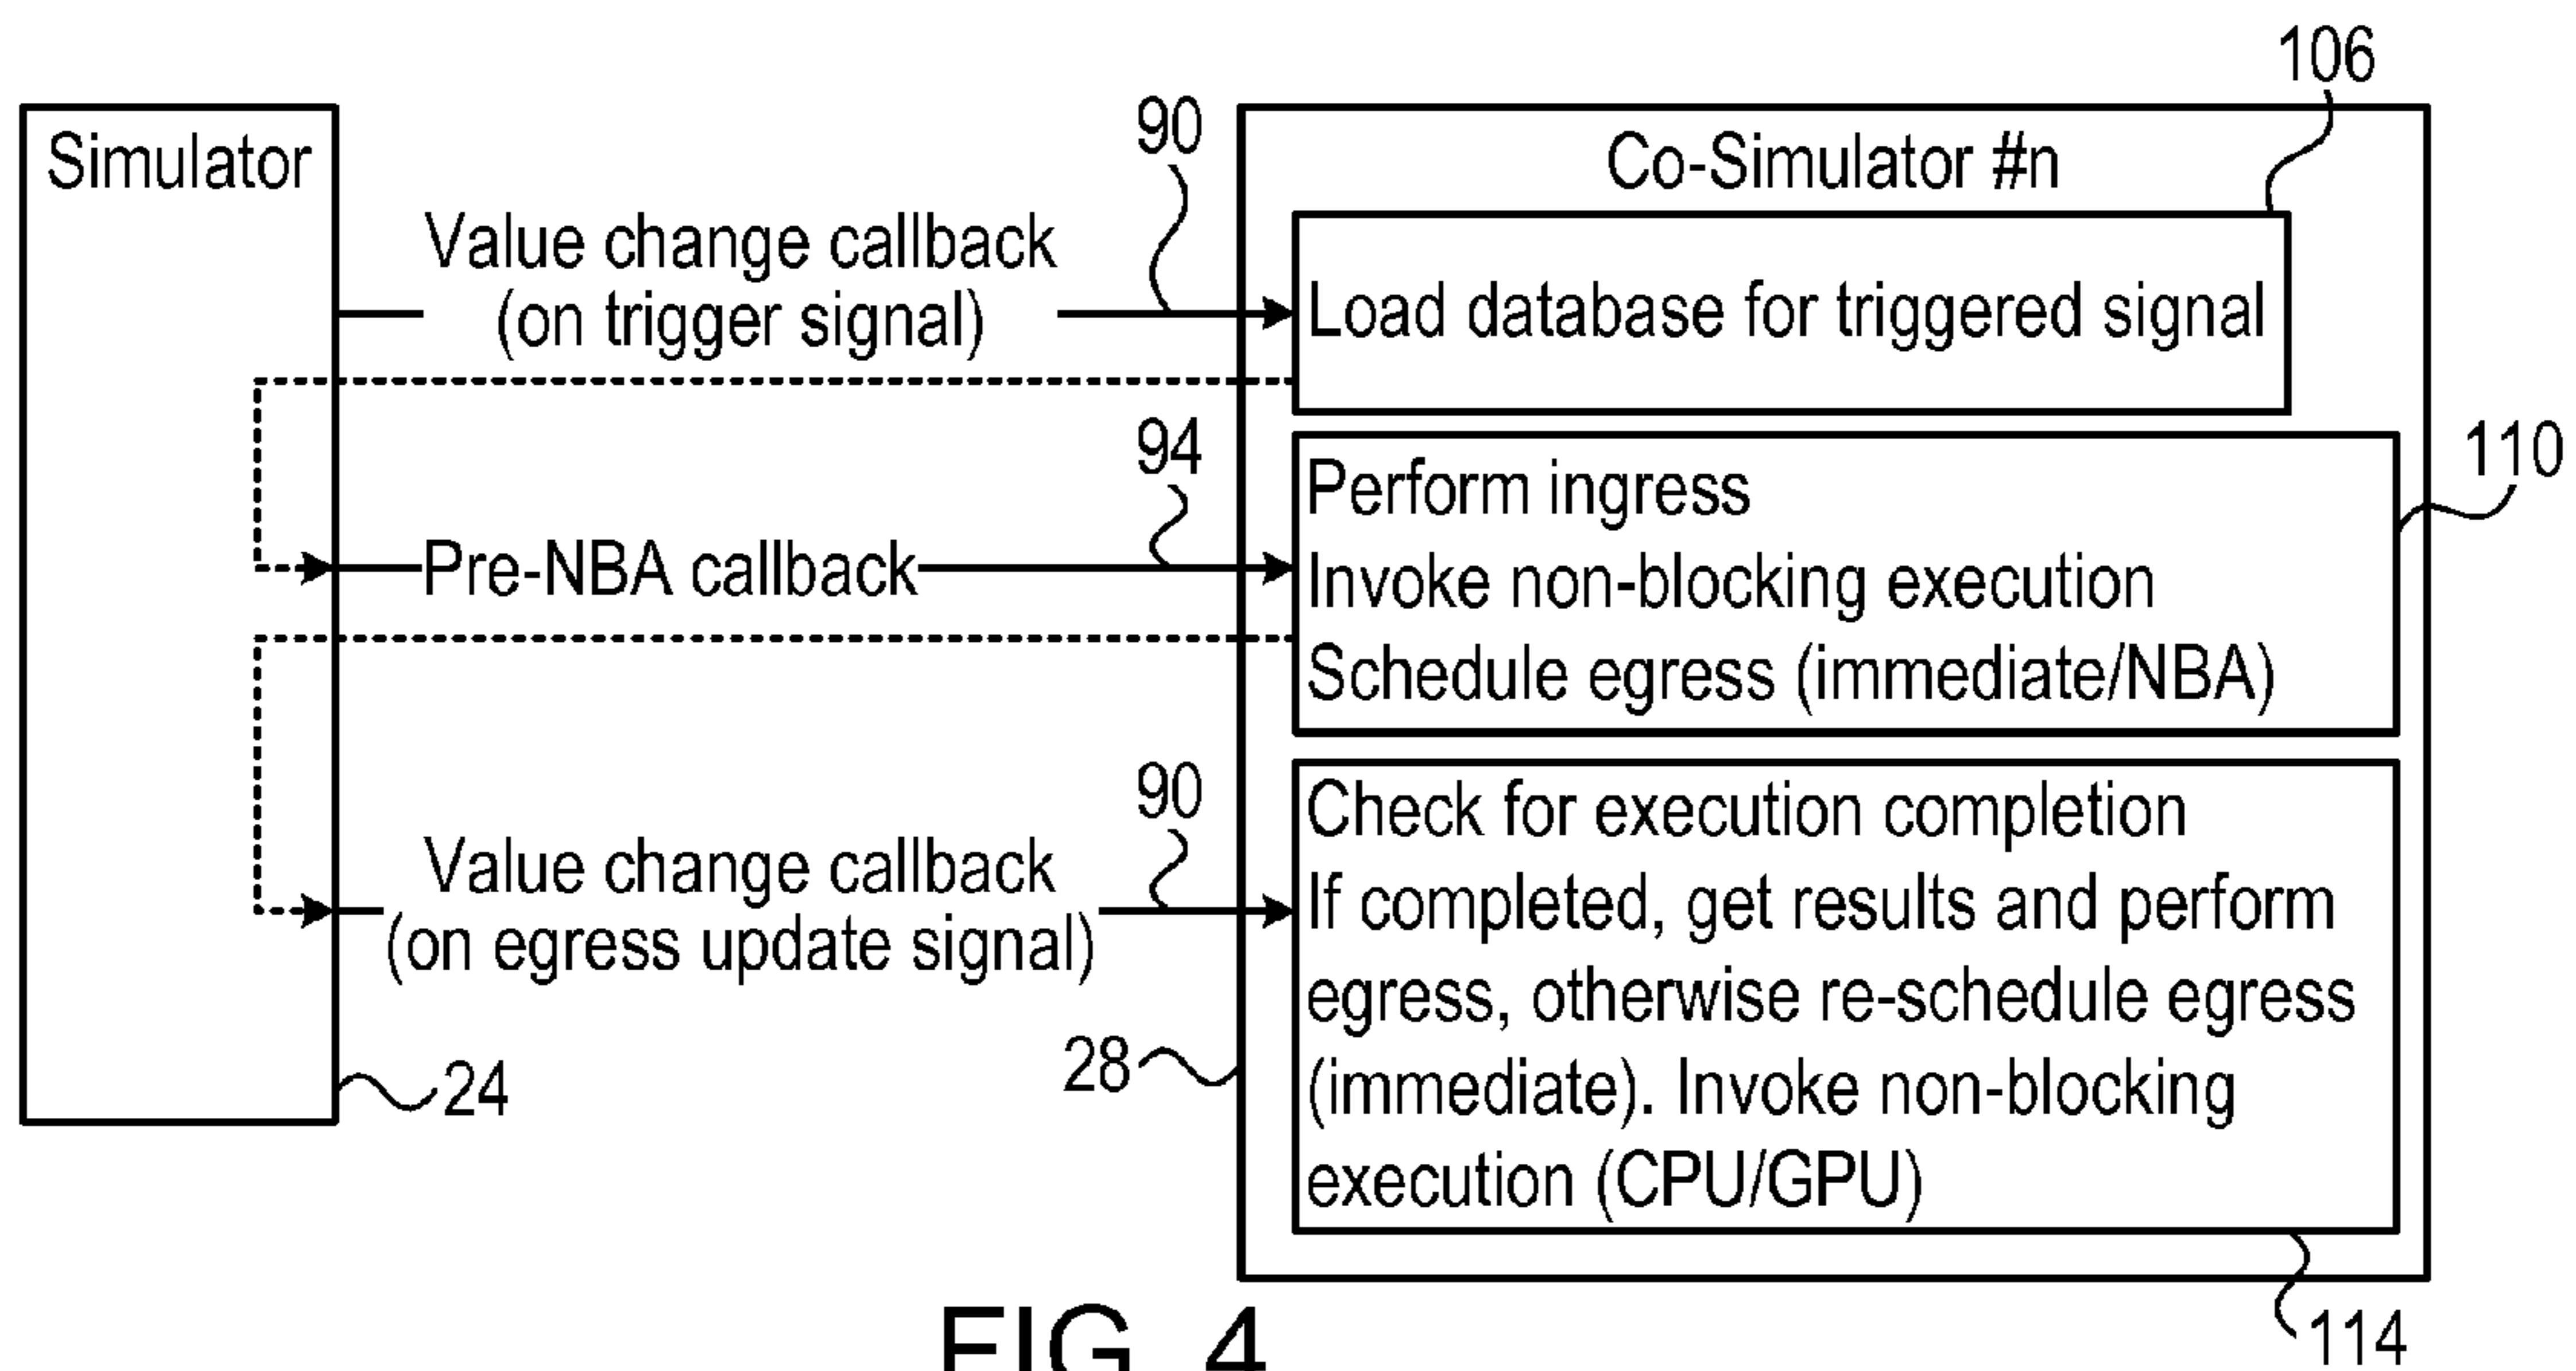 106
90
Simulator
Co-Simulator #n
Value change callback
(on trigger signal)
Load database for triggered signal
94
110
Perform ingress
Pre-NBA callback
Invoke non-blocking execution
Schedule egress (immediate/NBA)
90
Check for execution completion
Value change callback
(on egress update signal)
If completed, get results and perform
egress, otherwise re-schedule egress
28
24
(immediate). Invoke non-blocking
execution (CPU/GPU)
114
FIG. 4